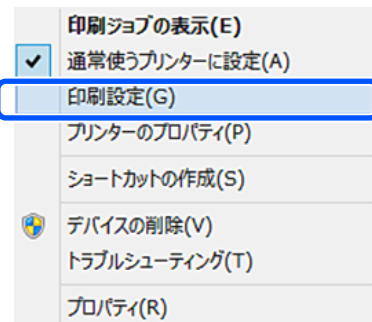 印刷ジョブの表示(E)
通常使うプリンターに設定(A)
印刷設定(G)
プリンターのプロパティ(P)
ショートカットの作成(S)
デバイスの削除(V)
トラブルシューティング(T)
プロパティ(R)